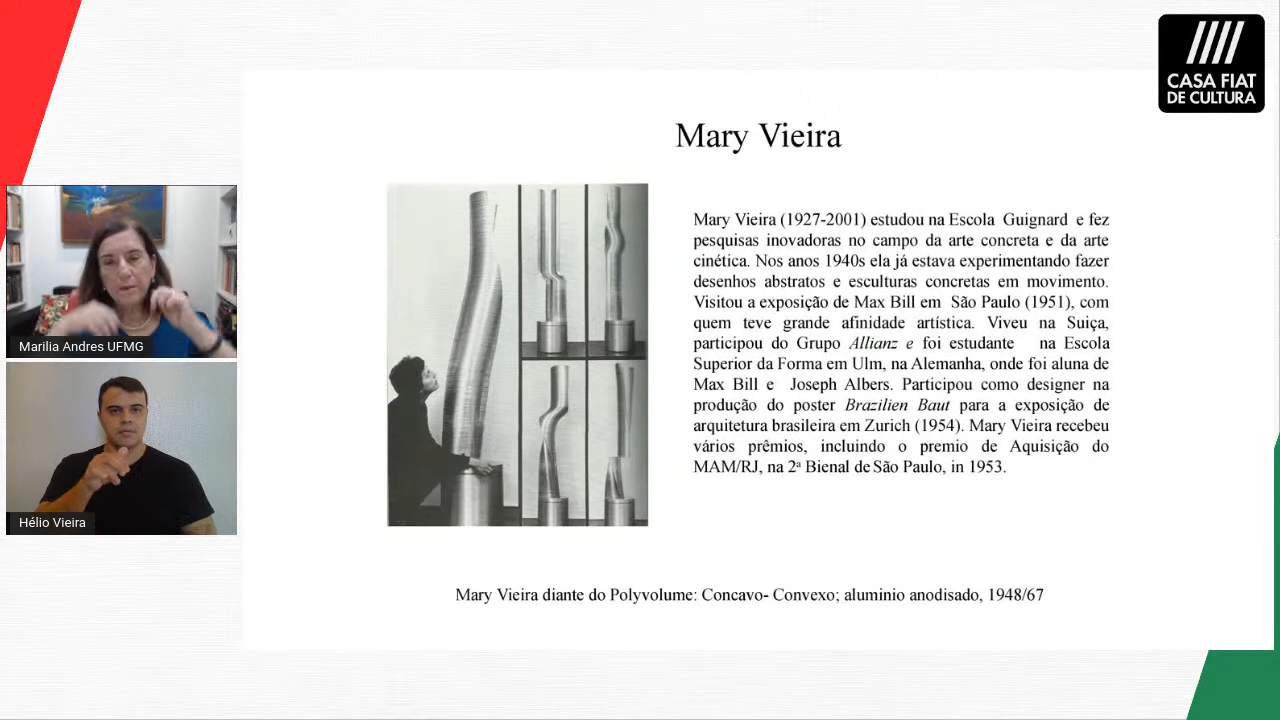 CASA FIAT
DE CULTURA
Mary Vieira
Mary Vieira (1927-2001) estudou na Escola Guignard e fez
pesquisas inovadoras no campo da arte concreta e da arte
cinética. Nos anos 1940s ela já estava experimentando fazer
desenhos abstratos e esculturas concretas em movimento.
Visitou a exposição de Max Bill em São Paulo (1951), com
quem teve grande afinidade artística. Viveu na Suiça,
participou do Grupo Allianz e foi estudante na Escola
Superior da Forma em Ulm, na Alemanha, onde foi aluna de
Max Bill e Joseph Albers. Participou como designer na
produção do poster Brazilien Baut para a exposição de
arquitetura brasileira em Zurich (1954). Mary Vieira recebeu
vários prêmios, incluindo o premio de Aquisição do
MAM/RJ, na 2ª Bienal de São Paulo, in 1953.
Mary Vieira diante do Polyvolume: Concavo- Convexo; aluminio anodisado, 1948/67
Marilia Andres UFMG
Hélio Vieira